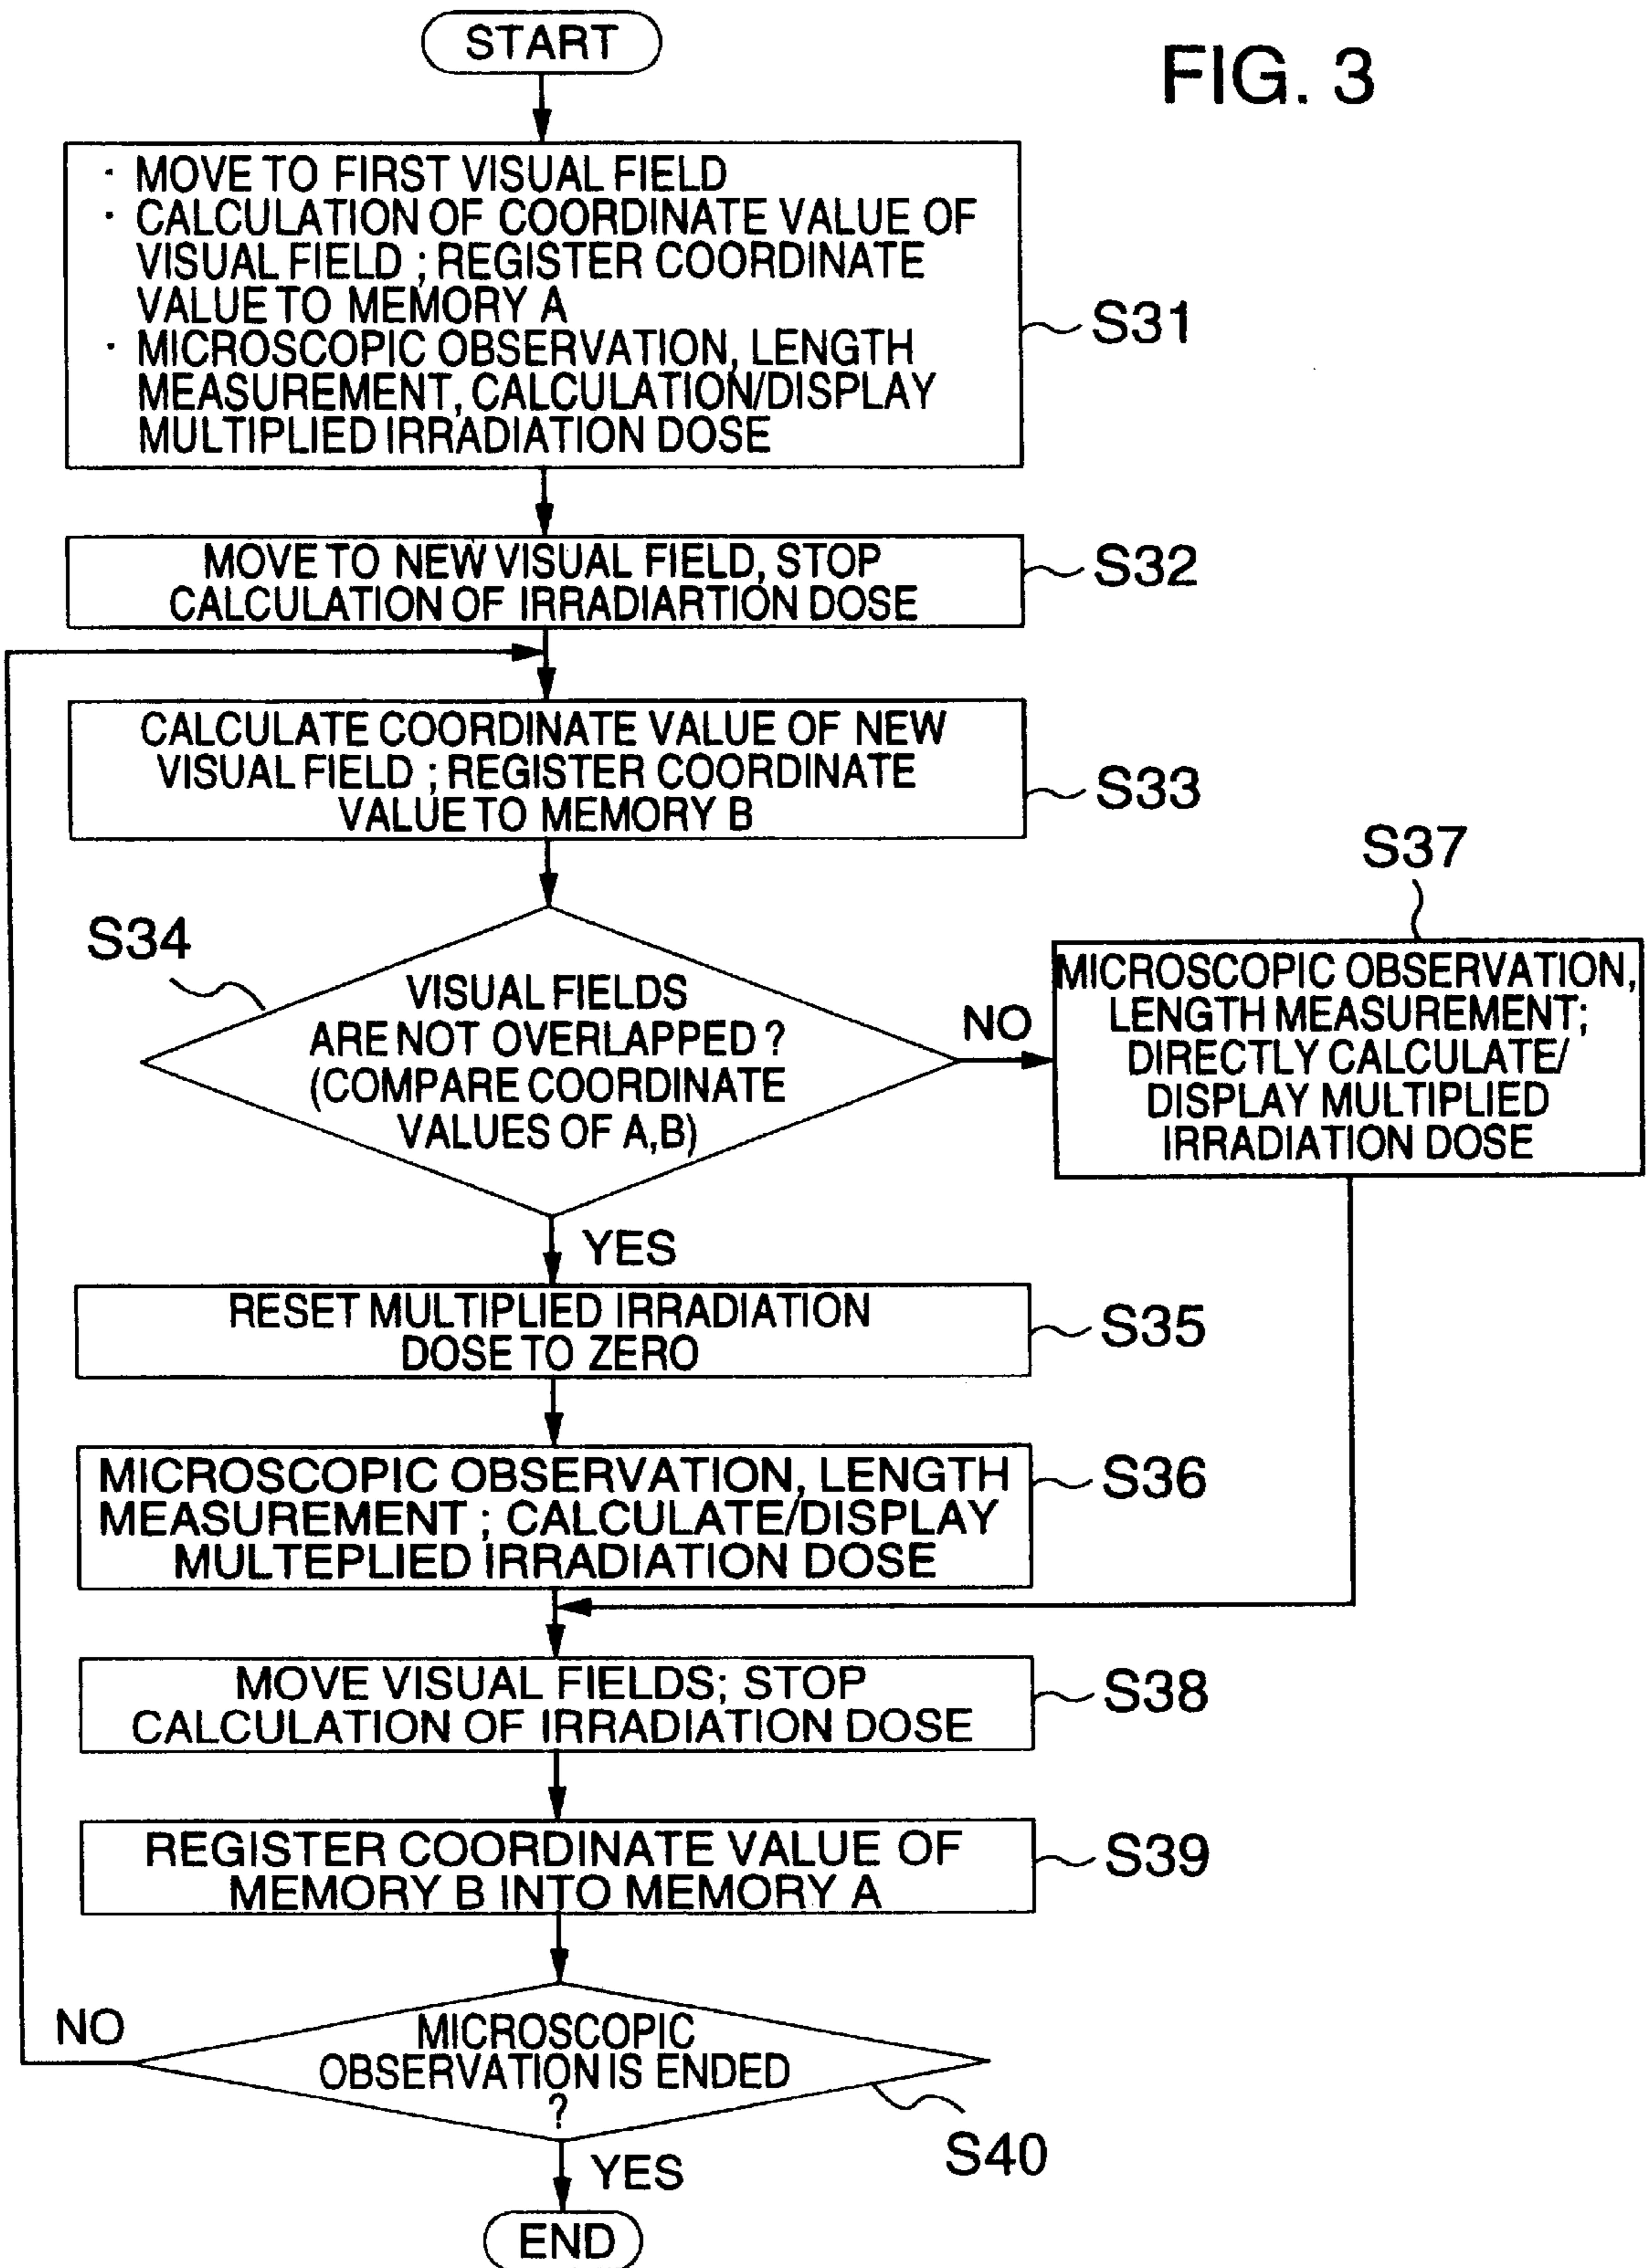 START
FIG. 3
· MOVE TO FIRST VISUAL FIELD
· CALCULATION OF COORDINATE VALUE OF
VISUAL FIELD ; REGISTER COORDINATE
VALUE TO MEMORY A
· MICROSCOPIC OBSERVATION, LENGTH
MEASUREMENT, CALCULATION/DISPLAY
MULTIPLIED IRRADIATION DOSE
S31
MOVE TO NEW VISUAL FIELD, STOP
CALCULATION OF IRRADIARTION DOSE
S32
CALCULATE COORDINATE VALUE OF NEW
VISUAL FIELD ; REGISTER COORDINATE
VALUE TO MEMORY B
S33
S34
VISUAL FIELDS
ARE NOT OVERLAPPED ?
(COMPARE COORDINATE
VALUES OF A,B)
NO
S37
MICROSCOPIC OBSERVATION,
LENGTH MEASUREMENT;
DIRECTLY CALCULATE/
DISPLAY MULTIPLIED
IRRADIATION DOSE
YES
RESET MULTIPLIED IRRADIATION
DOSE TO ZERO
S35
MICROSCOPIC OBSERVATION, LENGTH
MEASUREMENT ; CALCULATE/DISPLAY
MULTEPLIED IRRADIATION DOSE
S36
MOVE VISUAL FIELDS; STOP
CALCULATION OF IRRADIATION DOSE
S38
REGISTER COORDINATE VALUE OF
MEMORY B INTO MEMORY A
S39
NO
MICROSCOPIC
OBSERVATION IS ENDED
?
S40
YES
END